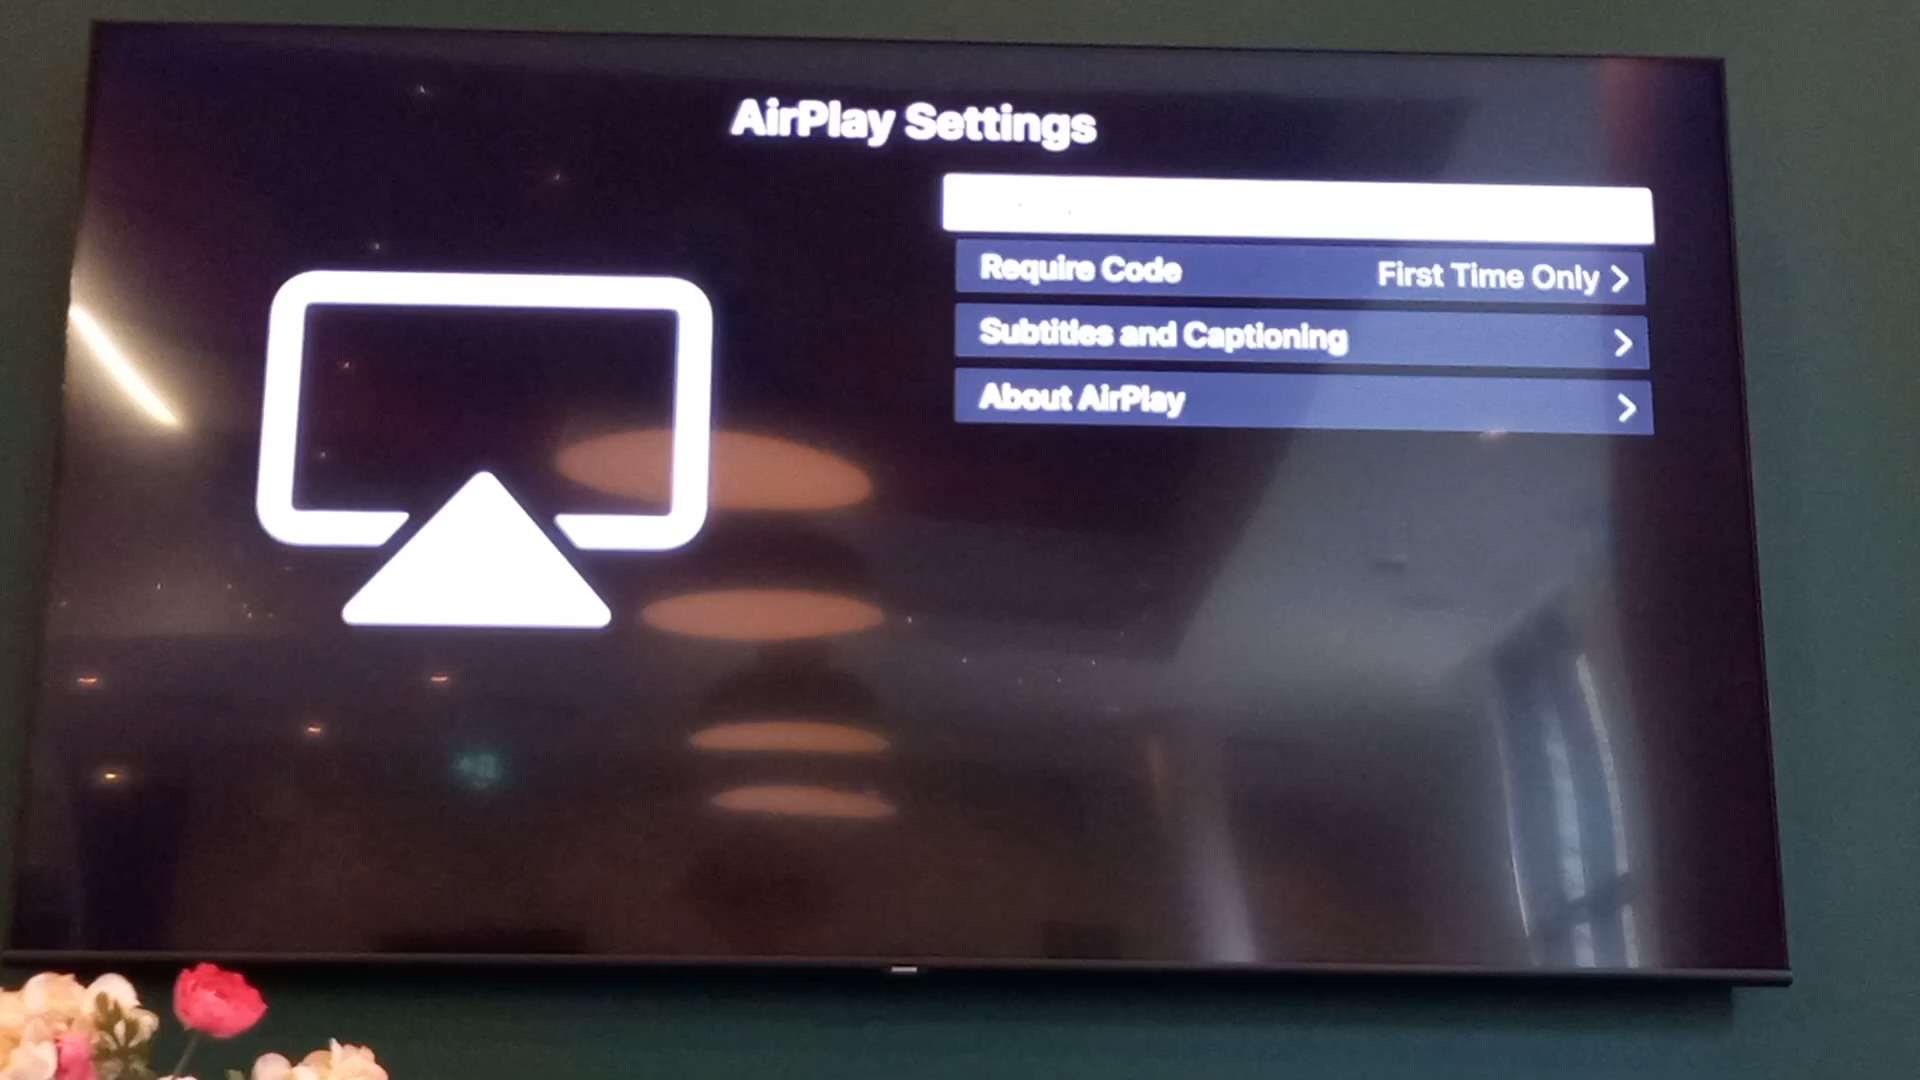 AirPlay Settings
Require Code First Time Only
Subtitles and Captioning
About AirPlay